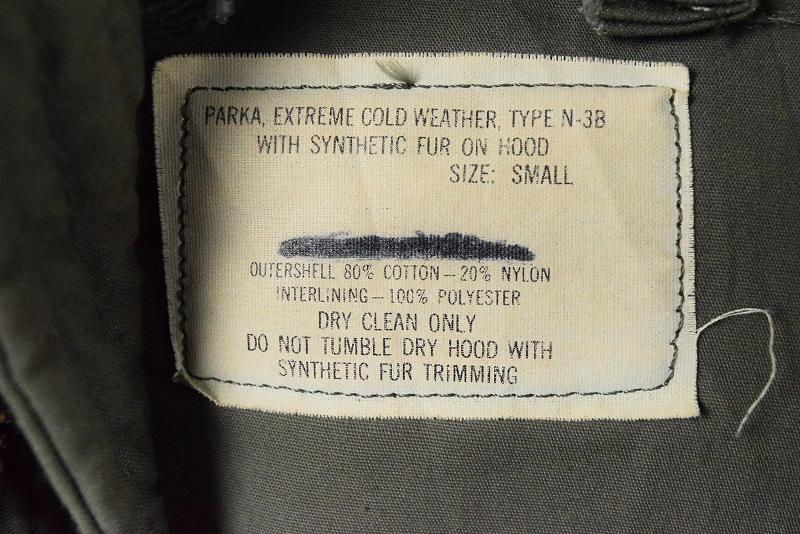 PARKA, EXTREME COLD WEATHER, TYPE N-3B
WITH SYNTHETIC FUR ON HOOD
SIZE: SMALL
OUTERSHELL 80% COTTON—20% NYLON
INTERLINING—100% POLYESTER
DRY CLEAN ONLY
DO NOT TUMBLE DRY HOOD WITH
SYNTHETIC FUR TRIMMING